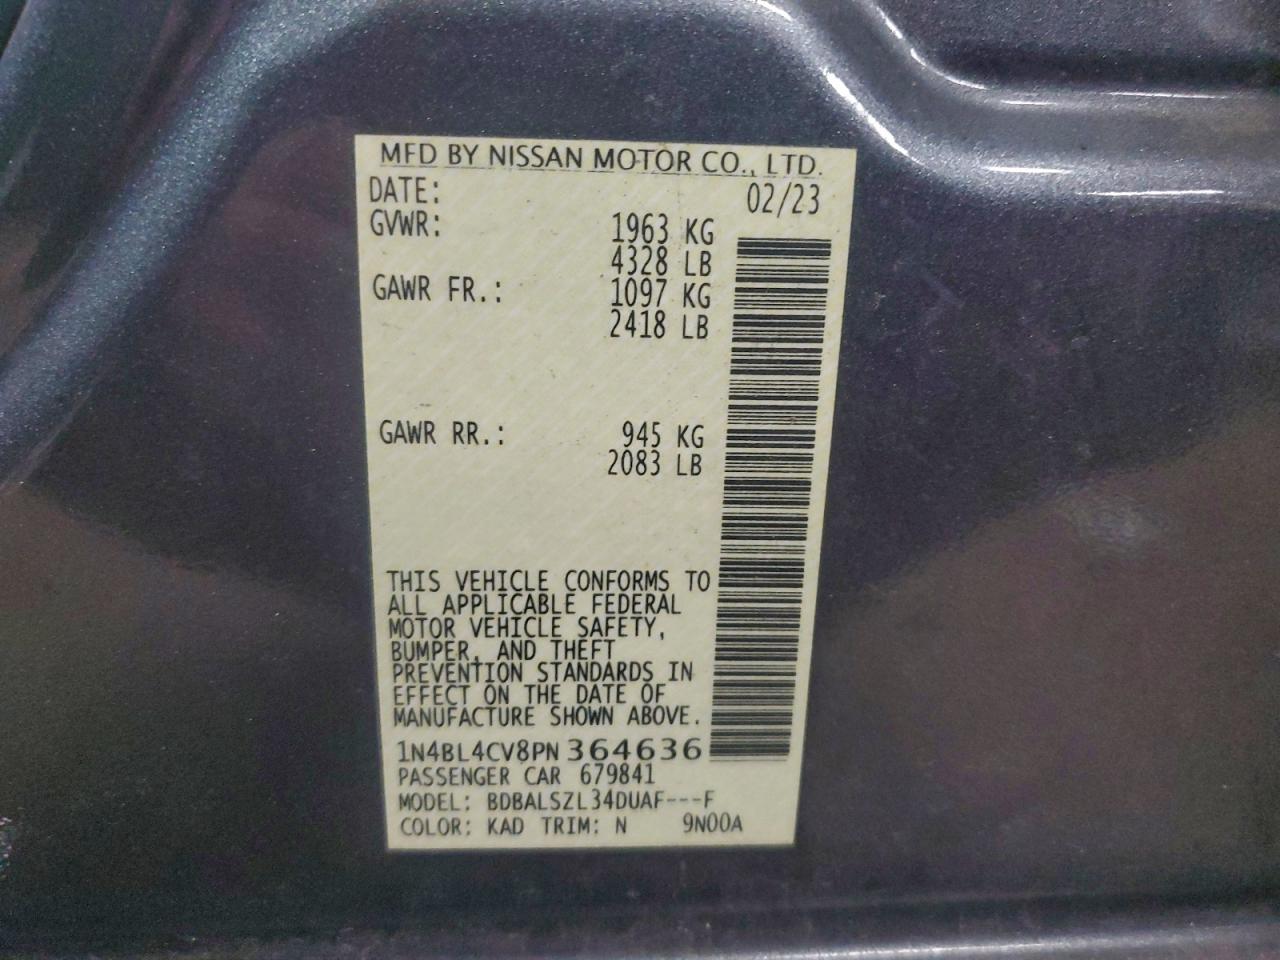 MFD BY NISSAN MOTOR CO., LTD.
DATE: 02/23
GVWR: 1963 KG
4328 LB
GAWR FR.: 1097 KG
2418 LB
GAWR RR.: 945 KG
2083 LB
THIS VEHICLE CONFORMS TO
ALL APPLICABLE FEDERAL
MOTOR VEHICLE SAFETY,
BUMPER, AND THEFT
PREVENTION STANDARDS IN
EFFECT ON THE DATE OF
MANUFACTURE SHOWN ABOVE.
1N4BL4CV8PN364636
PASSENGER CAR 679841
MODEL: BDBALSZL34DUAF---F
COLOR: KAD TRIM: N 9N00A